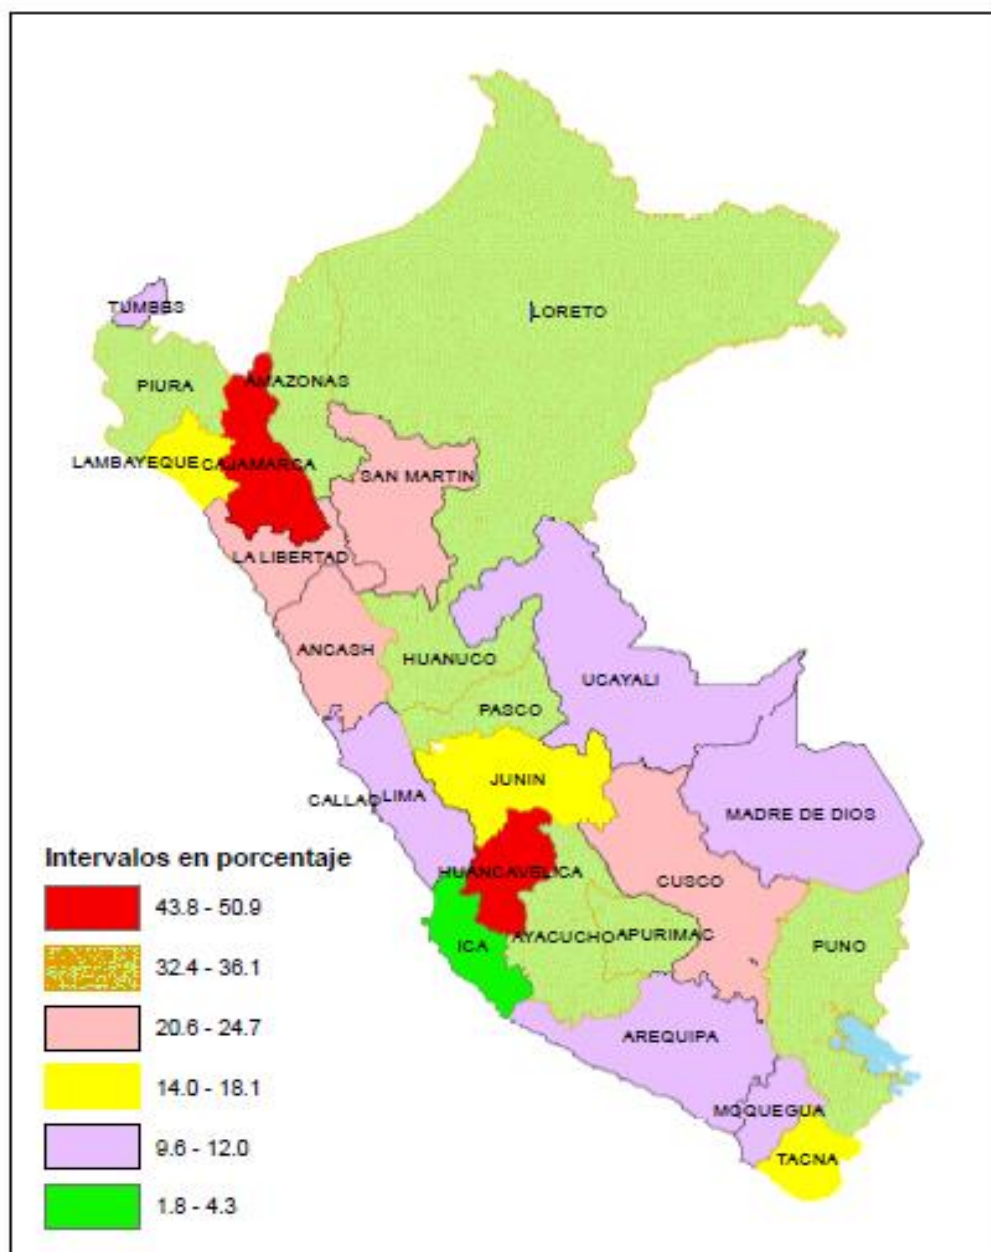 TUMBES
LORETO
PIURA
AMAZONAS
LAMBAYEQUE
CAJAMARCA
SAN MARTIN
LA LIBERTAD
ANCASH
HUANUCO
UCAYALI
PASCO
JUNIN
CALLAO
LIMA
MADRE DE DIOS
HUANCAVELICA
CUSCO
ICA
AYACUCHO
APURIMAC
PUNO
AREQUIPA
MOQUEGUA
TACNA
Intervalos en porcentaje
43.8 - 50.9
32.4 - 36.1
20.6 - 24.7
14.0 - 18.1
9.6 - 12.0
1.8 - 4.3